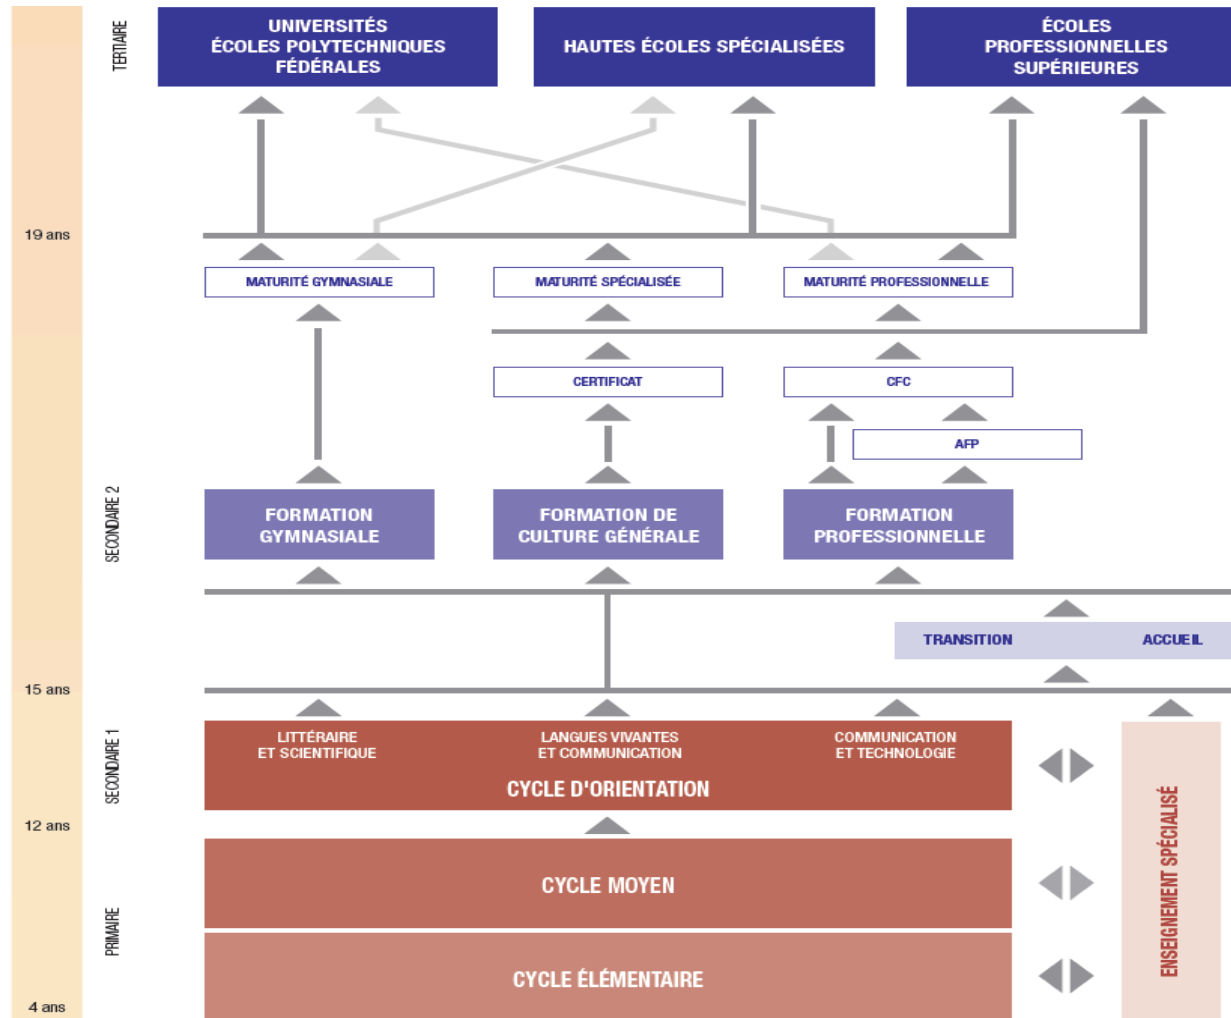 TERTIAIRE
UNIVERSITÉS
ÉCOLES POLYTECHNIQUES
FÉDÉRALES
HAUTES ÉCOLES SPÉCIALISÉES
ÉCOLES
PROFESSIONNELLES
SUPÉRIEURES
19 ans
MATURITÉ GYMNASIALE
MATURITÉ SPÉCIALISÉE
MATURITÉ PROFESSIONNELLE
CERTIFICAT
CFC
AFP
SECONDAIRE 2
FORMATION
GYMNASIALE
FORMATION DE
CULTURE GÉNÉRALE
FORMATION
PROFESSIONNELLE
TRANSITION
ACCUEIL
15 ans
SECONDAIRE 1
LITTÉRAIRE
ET SCIENTIFIQUE
LANGUES VIVANTES
ET COMMUNICATION
COMMUNICATION
ET TECHNOLOGIE
CYCLE D'ORIENTATION
12 ans
ENSEIGNEMENT SPÉCIALISÉ
CYCLE MOYEN
PRIMAIRE
CYCLE ÉLÉMENTAIRE
4 ans